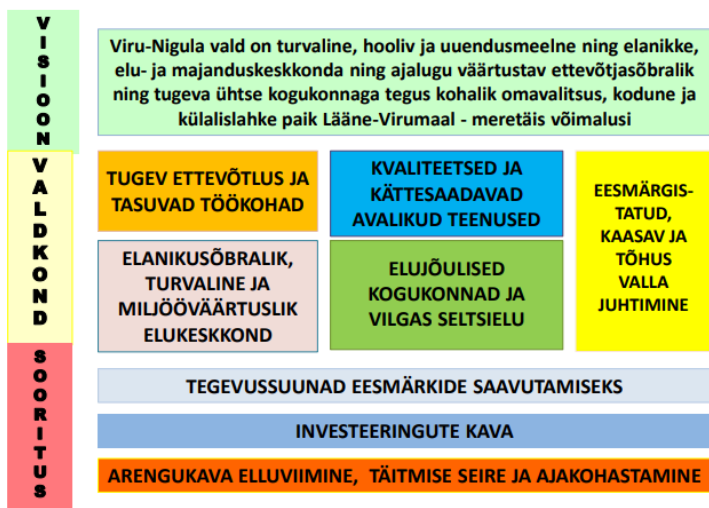 VISIOON
Viru-Nigula vald on turvaline, hooliv ja uuendusmeelne ning elanikke,
elu- ja majanduskeskkonda ning ajalugu väärtustav ettevõtjasõbralik
ning tugeva ühtse kogukonnaga tegus kohalik omavalitsus, kodune ja
külalislahke paik Lääne-Virumaal - meretäis võimalusi
VALDKOND
TUGEV ETTEVÕTLUS JA
TASUVAD TÖÖKOHAD
KVALITEETSED JA
KÄTTESAADAVAD
AVALIKUD TEENUSED
EESMÄRGIS-
TATUD,
KAASAV JA
TÕHUS
VALLA
JUHTIMINE
ELANIKUSÕBRALIK,
TURVALINE JA
MILJÖÖVÄÄRTUSLIK
ELUKESKKOND
ELUJÕULISED
KOGUKONNAD JA
VILGAS SELTSIELU
SOORITUS
TEGEVUSSUUNAD EESMÄRKIDE SAAVUTAMISEKS
INVESTEERINGUTE KAVA
ARENGUKAVA ELLUVIIMINE, TÄITMISE SEIRE JA AJAKOHASTAMINE